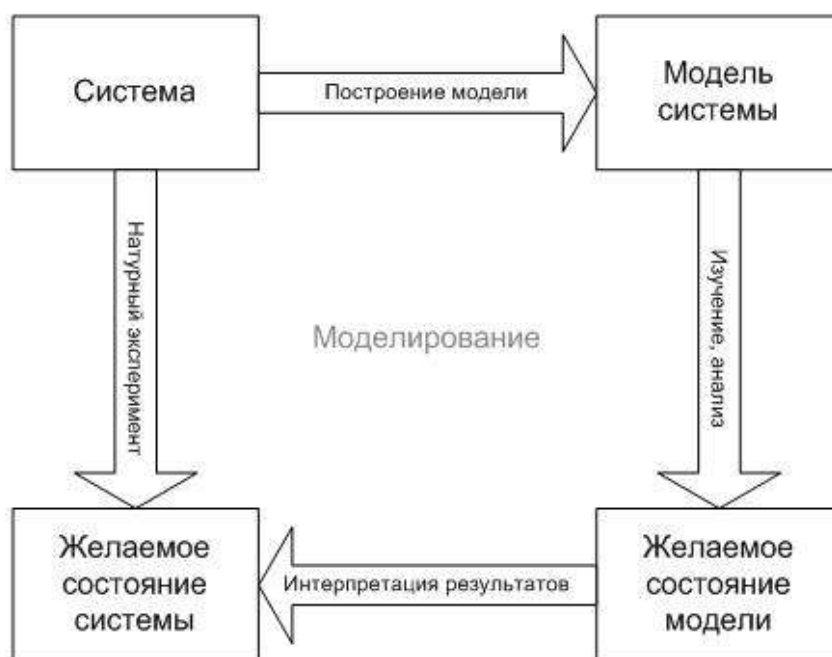 Система
Построение модели
Модель
системы
Натурный эксперимент
Моделирование
Изучение, анализ
Желаемое
состояние
системы
Интерпретация результатов
Желаемое
состояние
модели